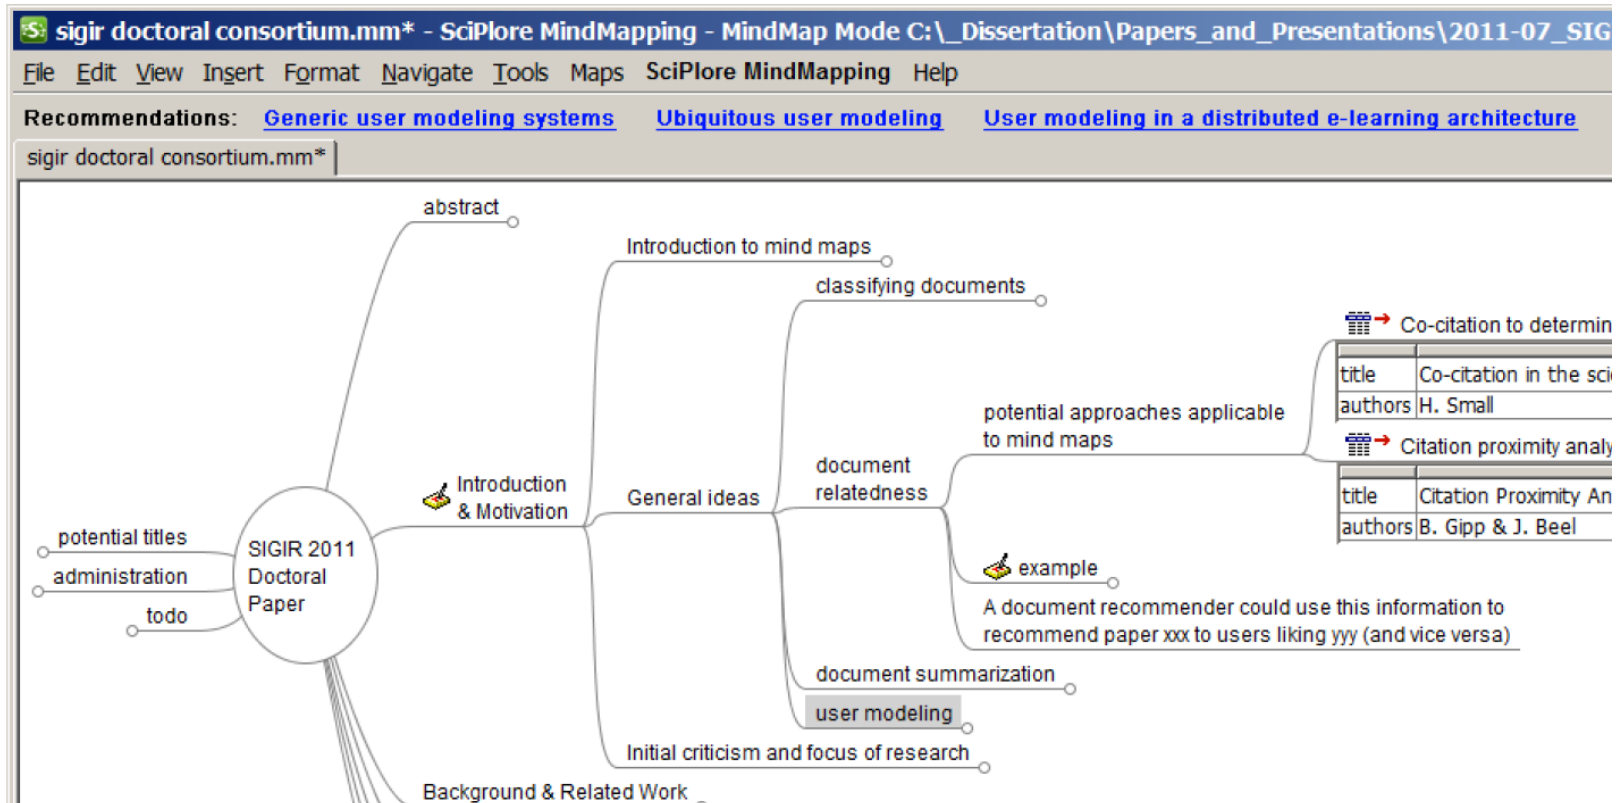 sigir doctoral consortium.mm* - SciPlore MindMapping - MindMap Mode C:\_Dissertation\Papers_and_Presentations\2011-07_SIG
File Edit View Insert Format Navigate Tools Maps SciPlore MindMapping Help
Recommendations: Generic user modeling systems Ubiquitous user modeling User modeling in a distributed e-learning architecture
sigir doctoral consortium.mm*
abstract
Introduction to mind maps
classifying documents
Co-citation to determin
title Co-citation in the sci
authors H. Small
potential approaches applicable
to mind maps
Citation proximity analy
title Citation Proximity An
authors B. Gipp & J. Beel
document
relatedness
Introduction
& Motivation
General ideas
potential titles
administration
todo
SIGIR 2011
Doctoral
Paper
example
A document recommender could use this information to
recommend paper xxx to users liking yyy (and vice versa)
document summarization
user modeling
Initial criticism and focus of research
Background & Related Work